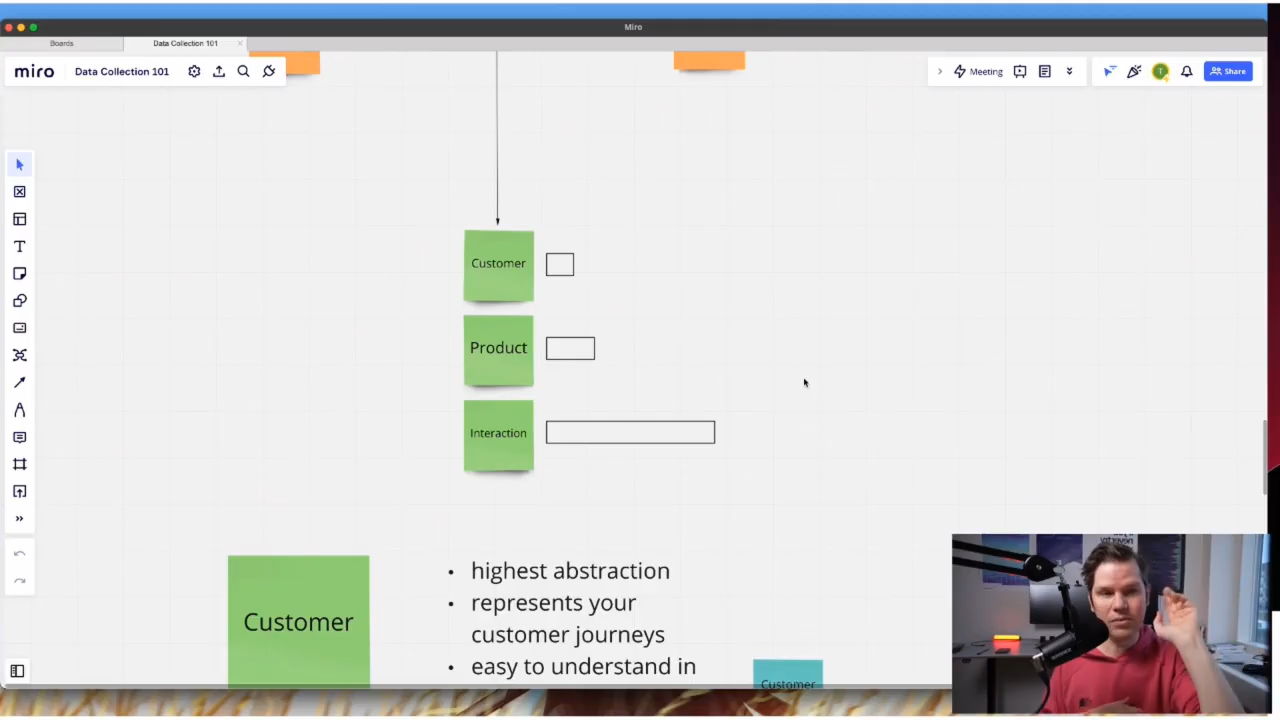 Miro
Boards
Data Collection 101
miro
Data Collection 101
Meeting
T
Share
Customer
Product
Interaction
Customer
• highest abstraction
• represents your
customer journeys
• easy to understand in
Customer